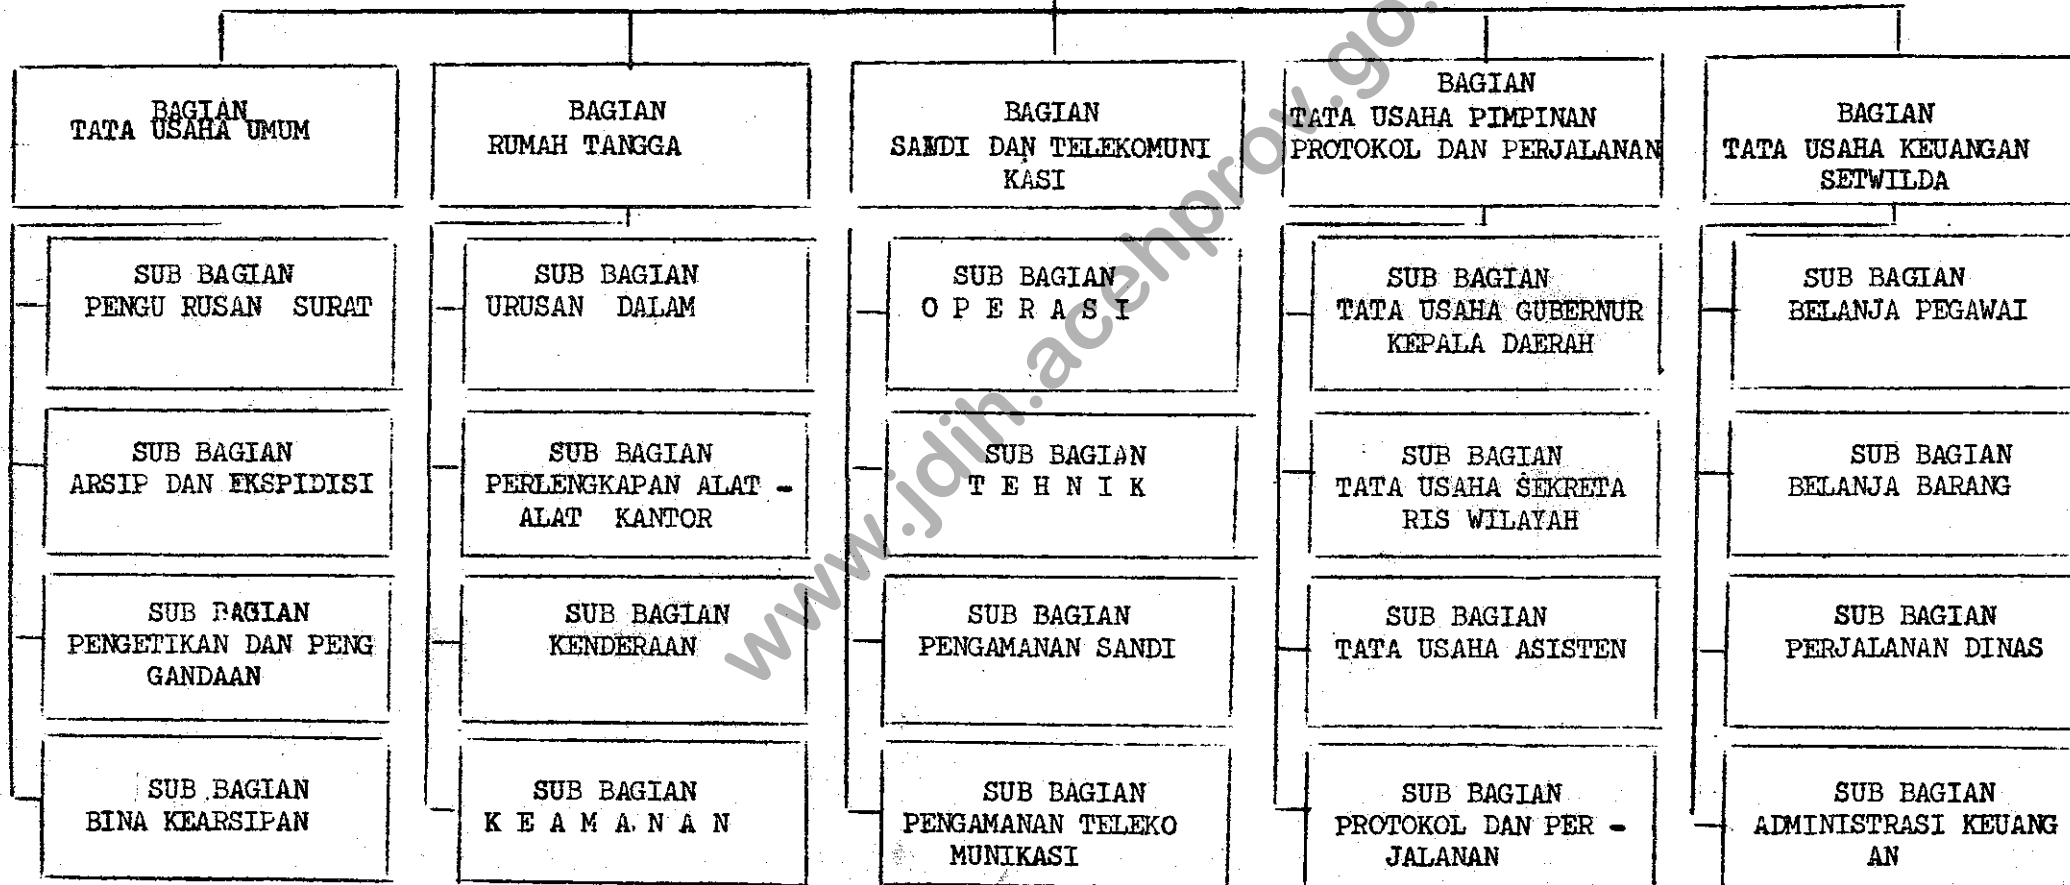 BAGIAN
TATA USAHA UMUM
BAGIAN
RUMAH TANGGA
BAGIAN
SANDI DAN TELEKOMUNI
KASI
BAGIAN
TATA USAHA PIMPINAN
PROTOKOL DAN PERJALANAN
BAGIAN
TATA USAHA KEUANGAN
SETWILDA
SUB BAGIAN
PENGU RUSAN SURAT
SUB BAGIAN
ARSIP DAN EKSPIDISI
SUB BAGIAN
PENGETIKAN DAN PENG
GANDAAN
SUB BAGIAN
BINA KEARSIPAN
SUB BAGIAN
URUSAN DALAM
SUB BAGIAN
PERLENGKAPAN ALAT -
ALAT KANTOR
SUB BAGIAN
KENDERAAN
SUB BAGIAN
K E A M A N A N
SUB BAGIAN
O P E R A S I
SUB BAGIAN
T E H N I K
SUB BAGIAN
PENGAMANAN SANDI
SUB BAGIAN
PENGAMANAN TELEKO
MUNIKASI
SUB BAGIAN
TATA USAHA GUBERNUR
KEPALA DAERAH
SUB BAGIAN
TATA USAHA SEKRETA
RIS WILAYAH
SUB BAGIAN
TATA USAHA ASISTEN
SUB BAGIAN
PROTOKOL DAN PER -
JALANAN
SUB BAGIAN
BELANJA PEGAWAI
SUB BAGIAN
BELANJA BARANG
SUB BAGIAN
PERJALANAN DINAS
SUB BAGIAN
ADMINISTRASI KEUANG
AN
www.jdih.acehprov.go.